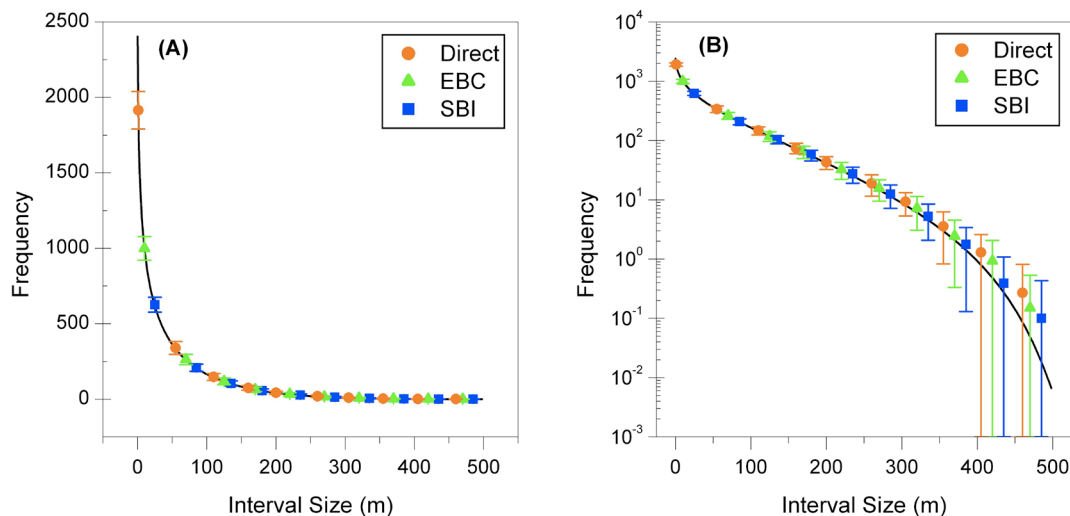 (A)
Direct
EBC
SBI
2500
2000
1500
1000
500
0
Frequency
0 100 200 300 400 500
Interval Size (m)
(B)
Direct
EBC
SBI
10^4
10^3
10^2
10^1
10^0
10^-1
10^-2
10^-3
Frequency
0 100 200 300 400 500
Interval Size (m)